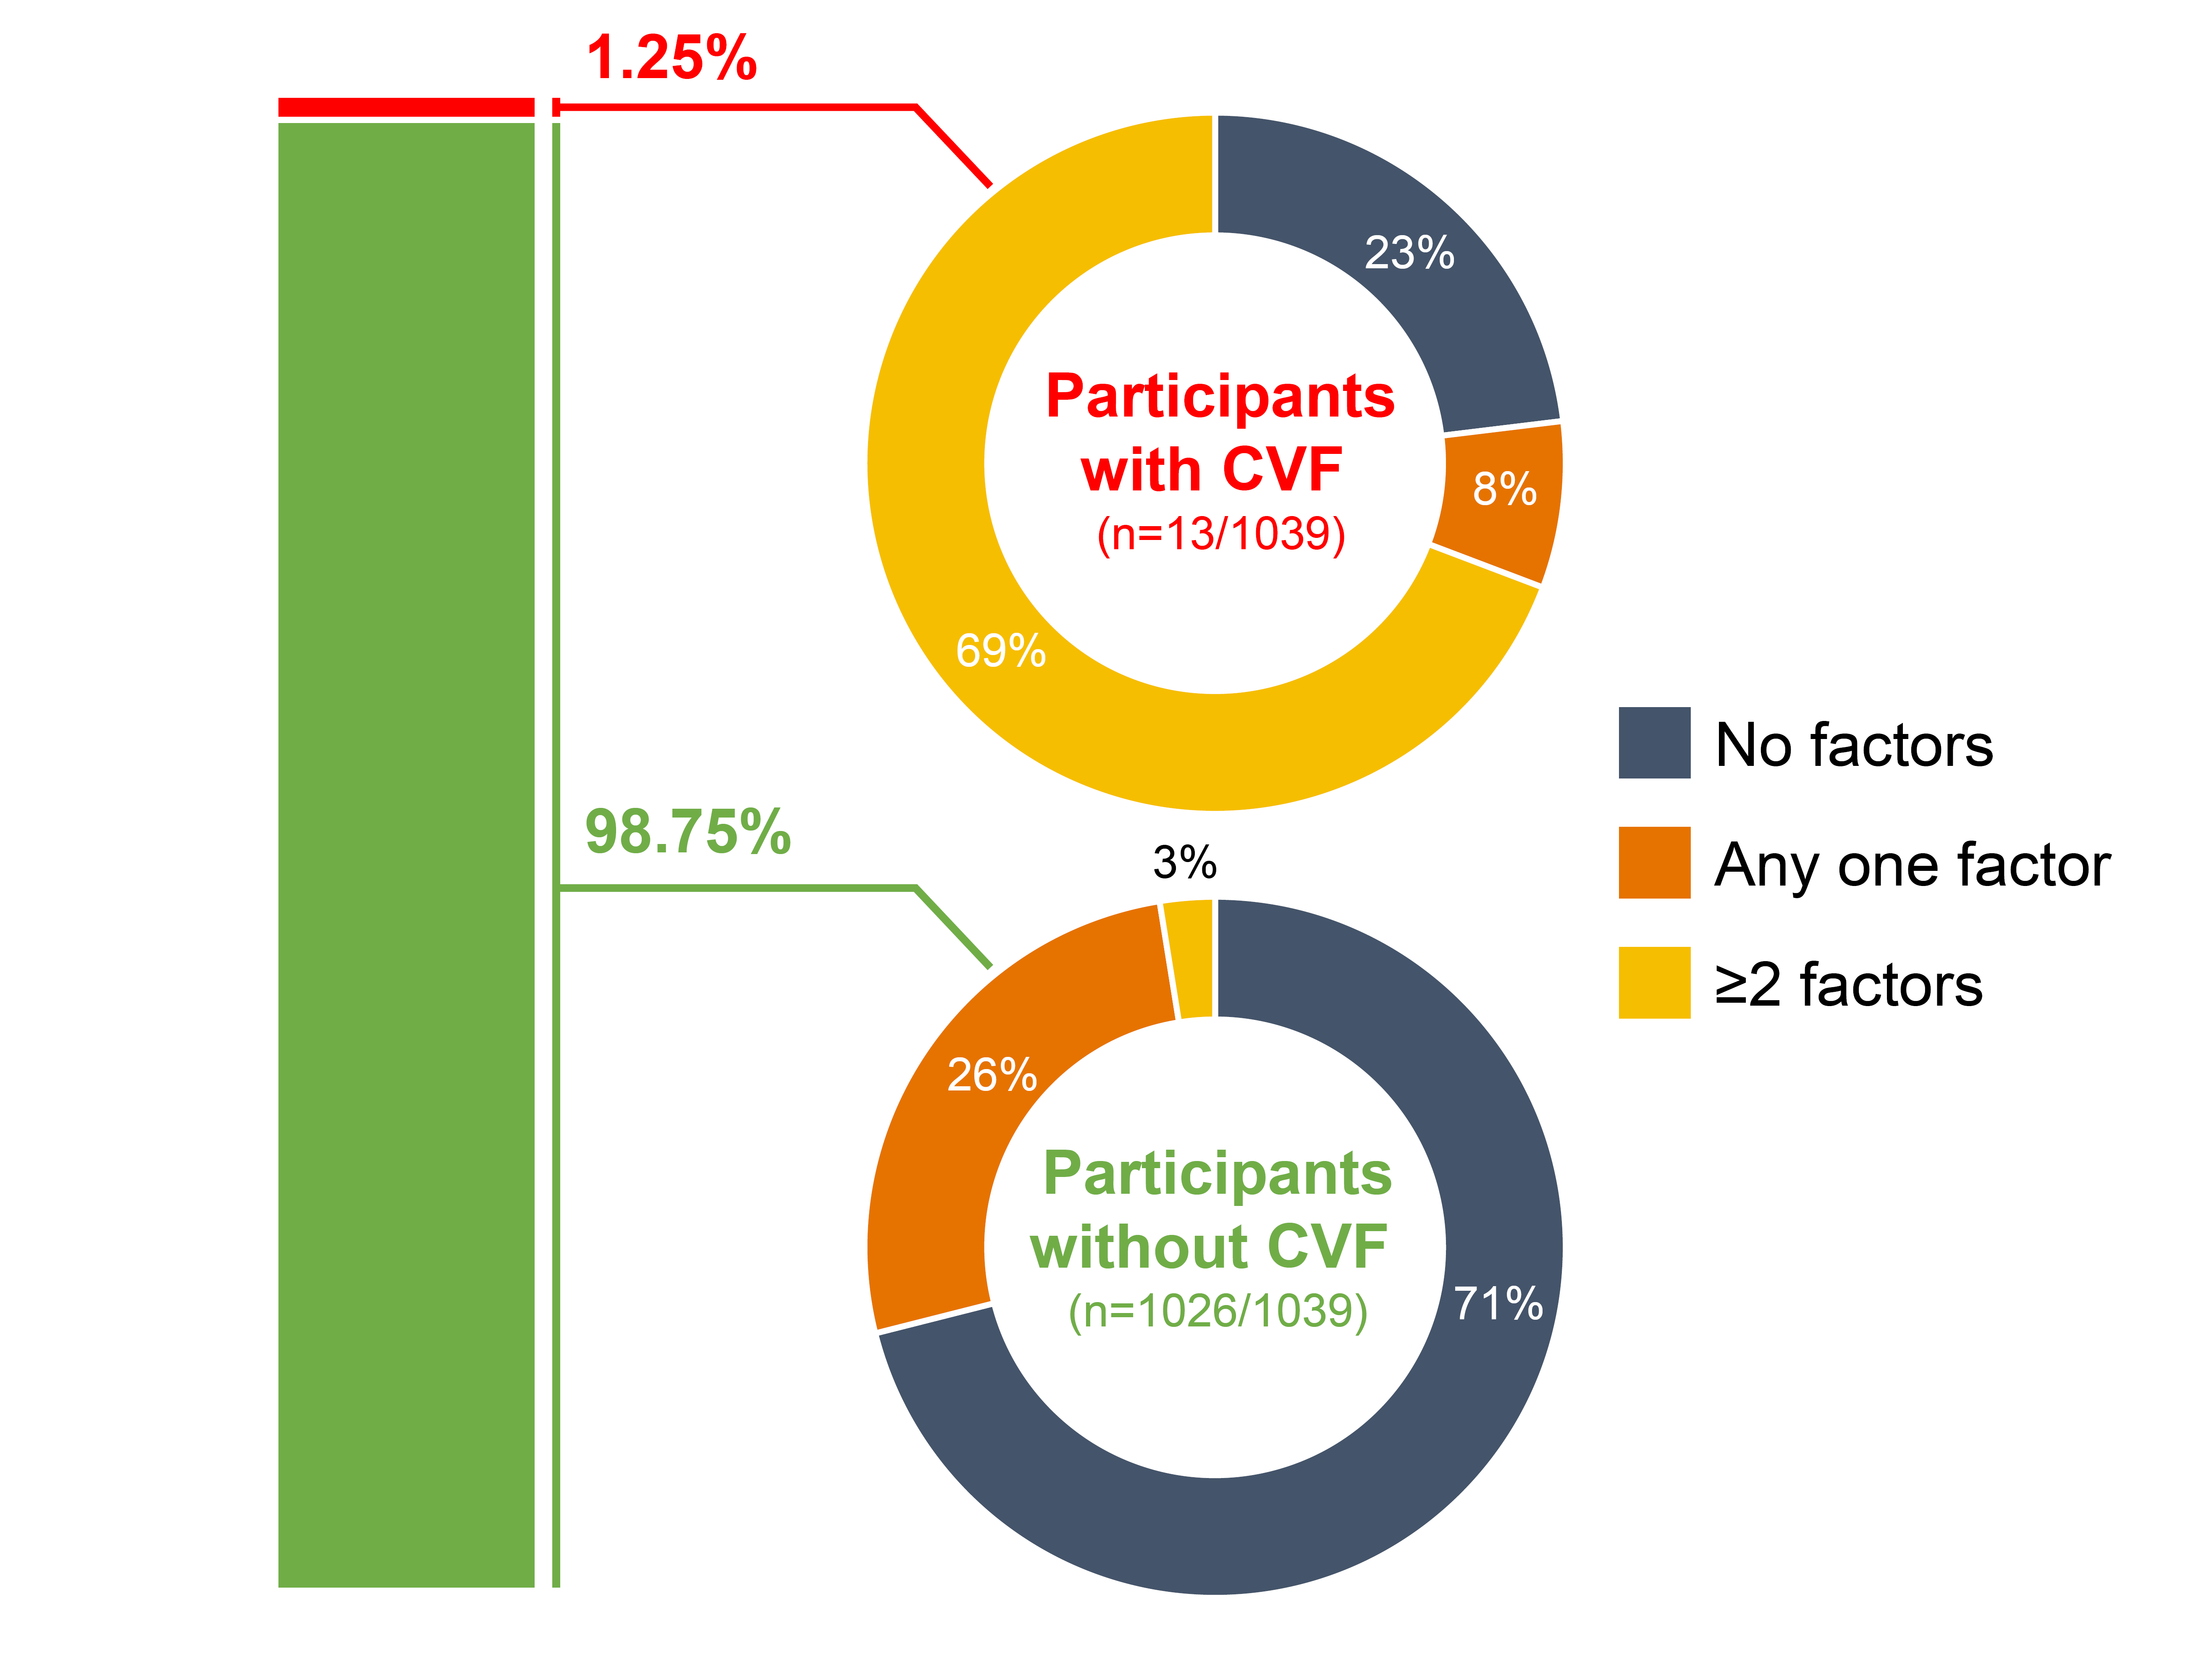 1.25%
23%
Participants
with CVF
(n=13/1039)
8%
69%
No factors
Any one factor
≥2 factors
98.75%
3%
26%
Participants
without CVF
(n=1026/1039)
71%